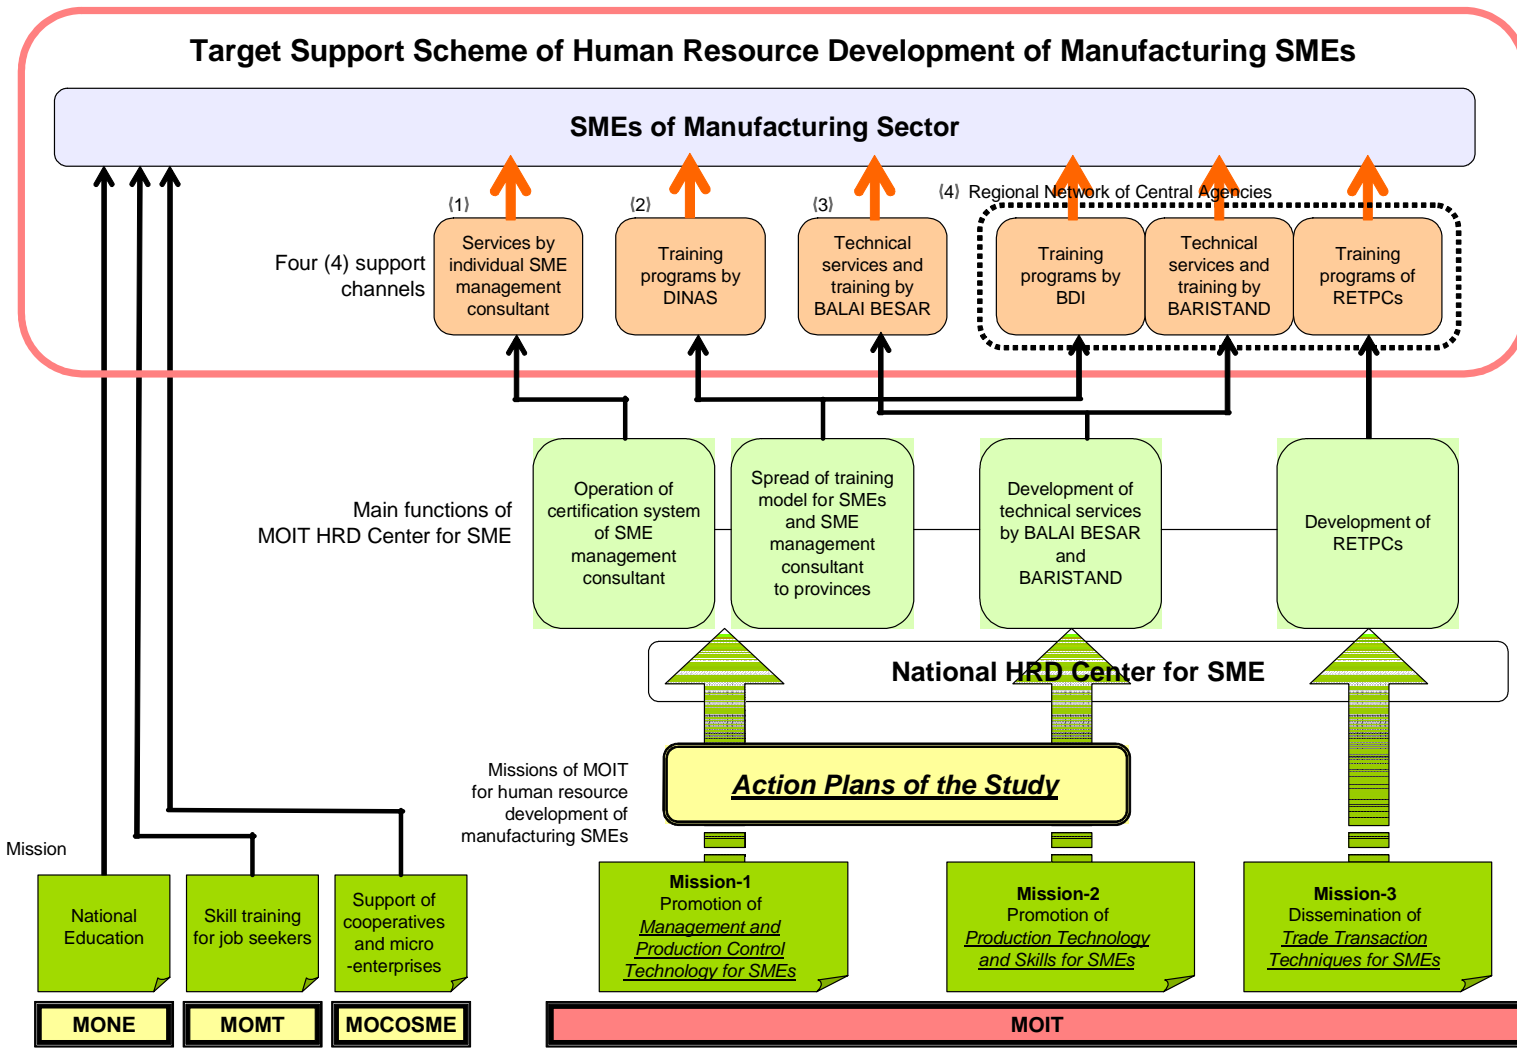 Target Support Scheme of Human Resource Development of Manufacturing SMEs
SMEs of Manufacturing Sector
(1)
(2)
(3)
(4) Regional Network of Central Agencies
Four (4) support
channels
Services by
individual SME
management
consultant
Training
programs by
DINAS
Technical
services and
training by
BALAI BESAR
Training
programs by
BDI
Technical
services and
training by
BARISTAND
Training
programs of
RETPCs
Main functions of
MOIT HRD Center for SME
Operation of
certification system
of SME
management
consultant
Spread of training
model for SMEs
and SME
management
consultant
to provinces
Development of
technical services
by BALAI BESAR
and
BARISTAND
Development of
RETPCs
National HRD Center for SME
Missions of MOIT
for human resource
development of
manufacturing SMEs
Action Plans of the Study
Mission
National
Education
Skill training
for job seekers
Support of
cooperatives
and micro
-enterprises
Mission-1
Promotion of
Management and
Production Control
Technology for SMEs
Mission-2
Promotion of
Production Technology
and Skills for SMEs
Mission-3
Dissemination of
Trade Transaction
Techniques for SMEs
MONE
MOMT
MOCOSME
MOIT